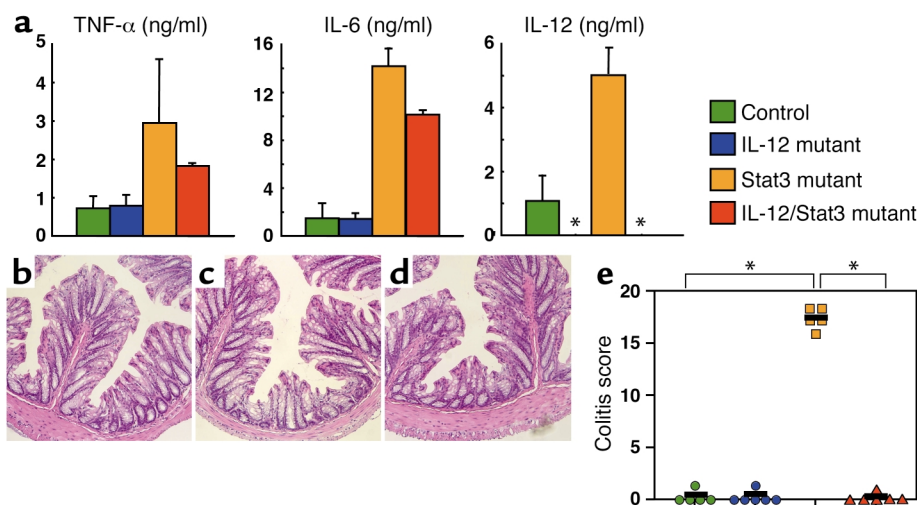 a
TNF-α (ng/ml)
5
4
3
2
1
0
IL-6 (ng/ml)
16
12
8
4
0
IL-12 (ng/ml)
6
4
2
0
*
*
Control
IL-12 mutant
Stat3 mutant
IL-12/Stat3 mutant
b
c
d
e
*
*
Colitis score
20
15
10
5
0